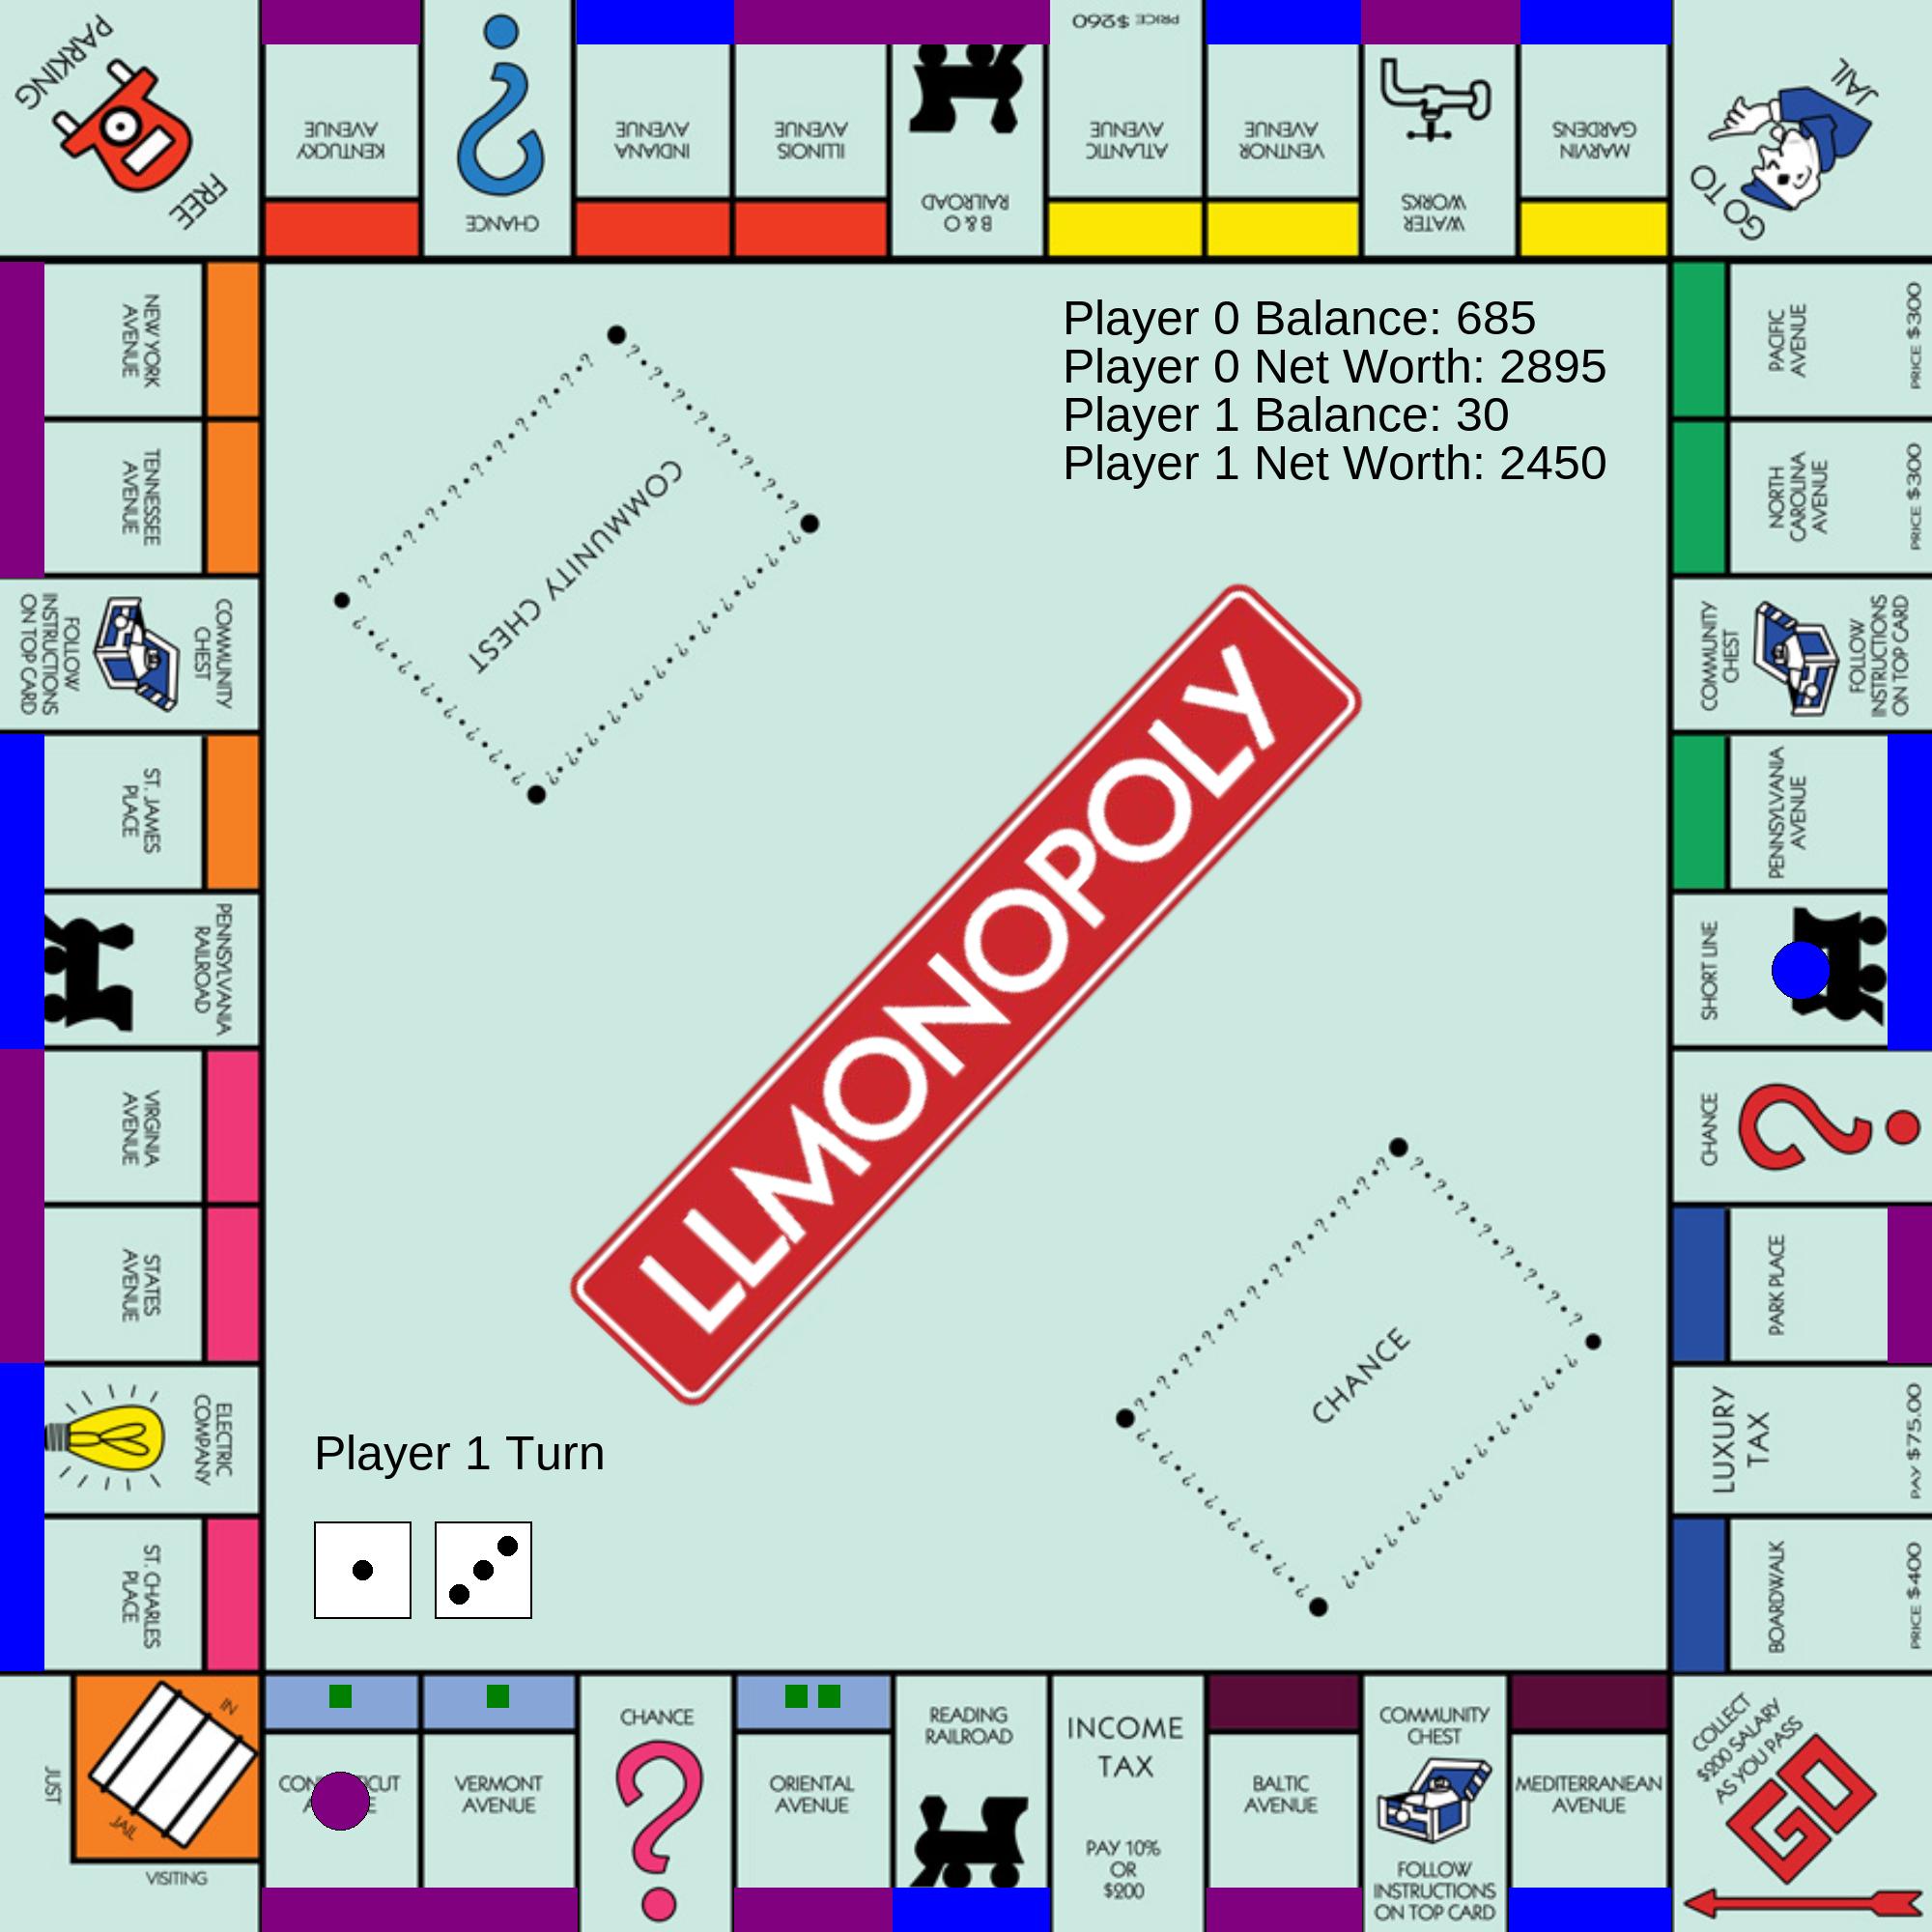 PARKING
FREE
KENTUCKY
AVENUE
CHANCE
INDIANA
AVENUE
ILLINOIS
AVENUE
B & O
RAILROAD
PRICE $260
ATLANTIC
AVENUE
VENTNOR
AVENUE
WATER
WORKS
MARVIN
GARDENS
GO TO
JAIL
NEW YORK
AVENUE
TENNESSEE
AVENUE
COMMUNITY
CHEST
FOLLOW
INSTRUCTIONS
ON TOP CARD
ST. JAMES
PLACE
PENNSYLVANIA
RAILROAD
VIRGINIA
AVENUE
STATES
AVENUE
ELECTRIC
COMPANY
ST. CHARLES
PLACE
Player 0 Balance: 685
Player 0 Net Worth: 2895
Player 1 Balance: 30
Player 1 Net Worth: 2450
COMMUNITY CHEST
LLMONOPOLY
CHANCE
Player 1 Turn
PACIFIC
AVENUE
PRICE $300
NORTH
CAROLINA
AVENUE
PRICE $300
COMMUNITY
CHEST
FOLLOW
INSTRUCTIONS
ON TOP CARD
PENNSYLVANIA
AVENUE
SHORT LINE
CHANCE
PARK PLACE
LUXURY
TAX
PAY $75.00
BOARDWALK
PRICE $400
JUST
VISITING
IN
JAIL
VERMONT
AVENUE
CHANCE
ORIENTAL
AVENUE
READING
RAILROAD
INCOME
TAX
PAY 10%
OR
$200
BALTIC
AVENUE
COMMUNITY
CHEST
FOLLOW
INSTRUCTIONS
ON TOP CARD
MEDITERRANEAN
AVENUE
COLLECT
$200 SALARY
AS YOU PASS
GO